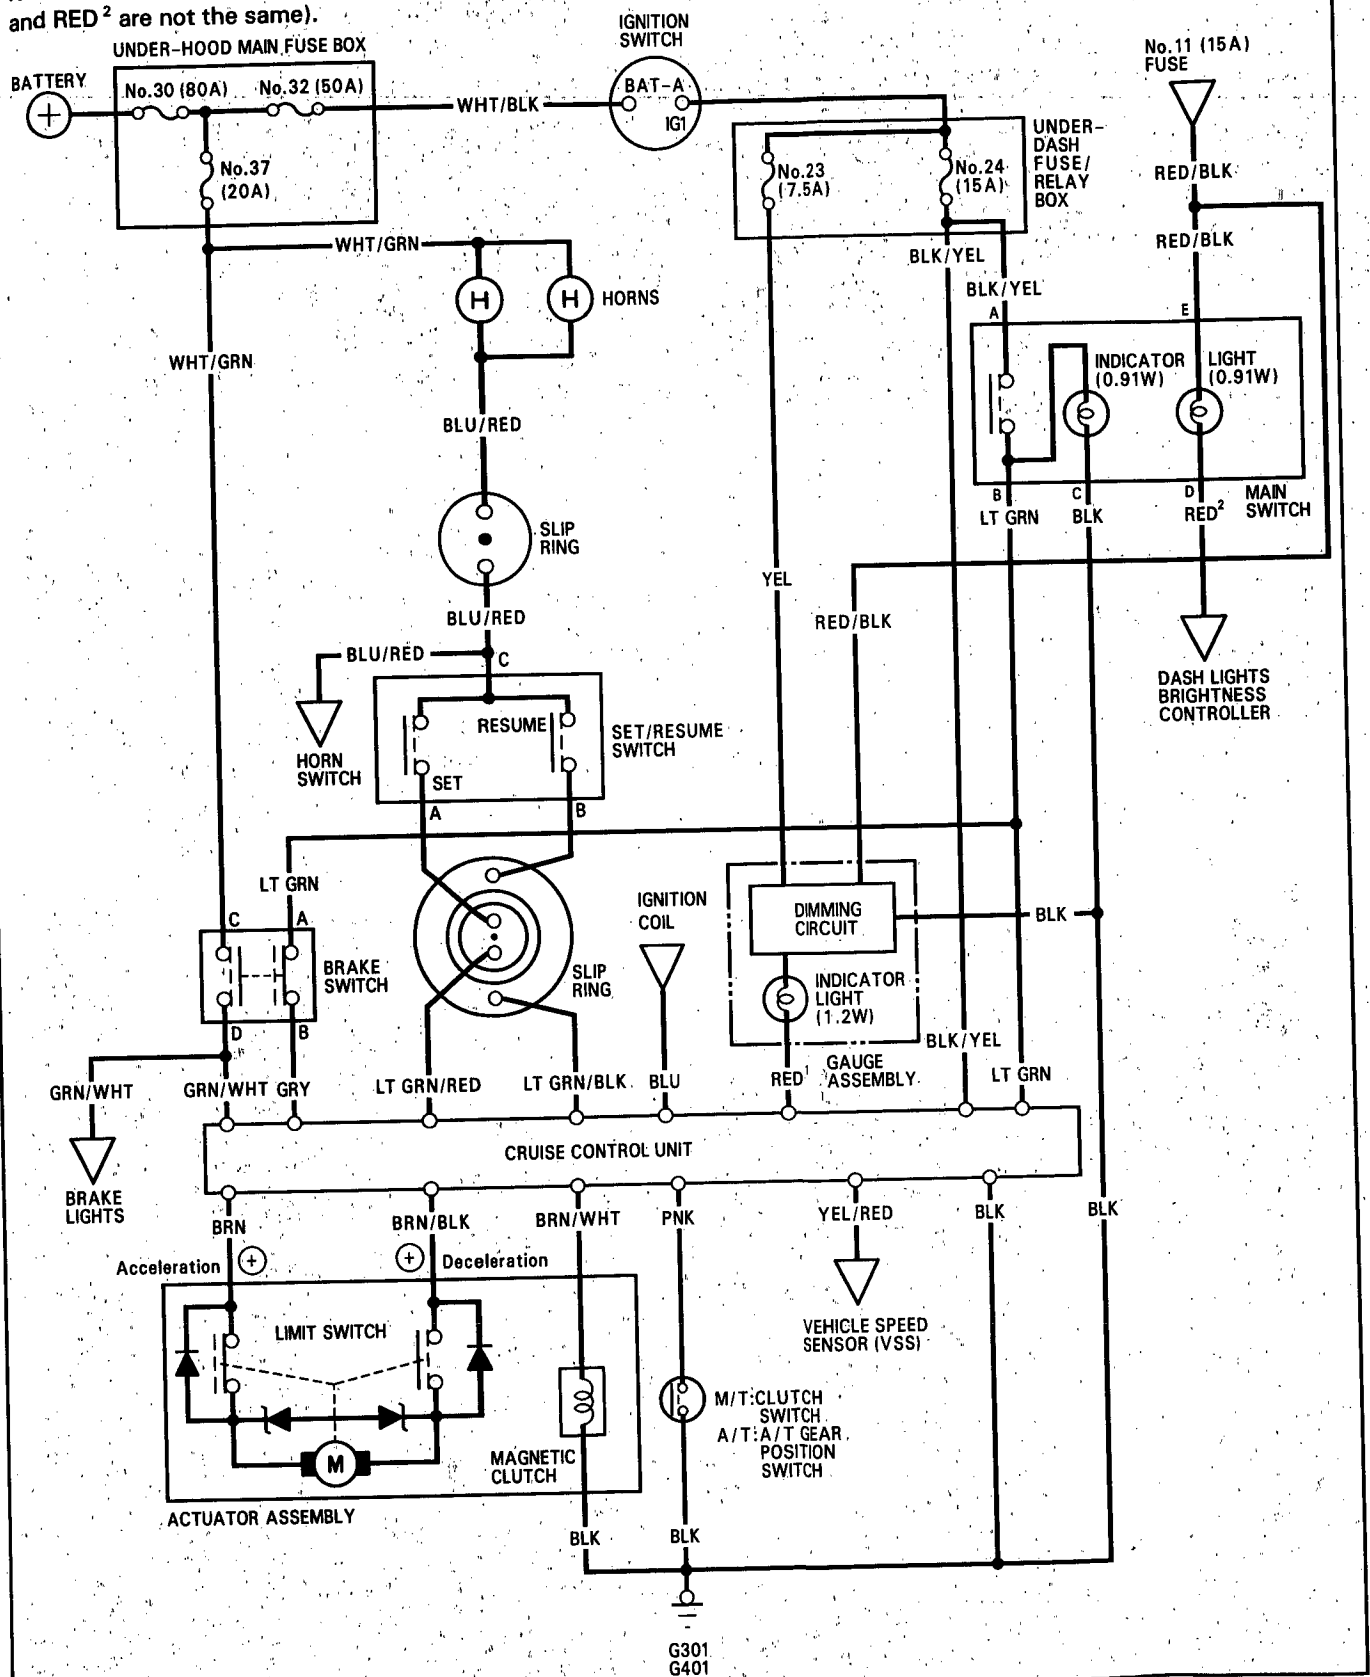 and RED ² are not the same).
UNDER-HOOD MAIN FUSE BOX
BATTERY
+
No.30 (80A)
No.32 (50A)
No.37
(20A)
WHT/BLK
IGNITION
SWITCH
BAT-A
IG1
No.11 (15A)
FUSE
UNDER-
DASH
FUSE/
RELAY
BOX
No.23
(7.5A)
No.24
(15A)
RED/BLK
RED/BLK
WHT/GRN
H
H
HORNS
BLK/YEL
BLK/YEL
A
E
WHT/GRN
INDICATOR
(0.91W)
LIGHT
(0.91W)
BLU/RED
B
C
D
MAIN
SWITCH
LT GRN
BLK
RED²
SLIP
RING
YEL
RED/BLK
BLU/RED
BLU/RED
C
HORN
SWITCH
RESUME
SET
SET/RESUME
SWITCH
A
B
DASH LIGHTS
BRIGHTNESS
CONTROLLER
LT GRN
C
A
BRAKE
SWITCH
D
B
SLIP
RING
IGNITION
COIL
DIMMING
CIRCUIT
BLK
INDICATOR
LIGHT
(1.2W)
GAUGE
ASSEMBLY
BLK/YEL
LT GRN
GRN/WHT
GRN/WHT
GRY
LT GRN/RED
LT GRN/BLK
BLU
RED¹
CRUISE CONTROL UNIT
BRAKE
LIGHTS
BRN
BRN/BLK
BRN/WHT
PNK
YEL/RED
BLK
BLK
Acceleration
+
+
Deceleration
LIMIT SWITCH
M
MAGNETIC
CLUTCH
ACTUATOR ASSEMBLY
VEHICLE SPEED
SENSOR (VSS)
M/T:CLUTCH
SWITCH
A/T:A/T GEAR
POSITION
SWITCH
BLK
BLK
G301
G401